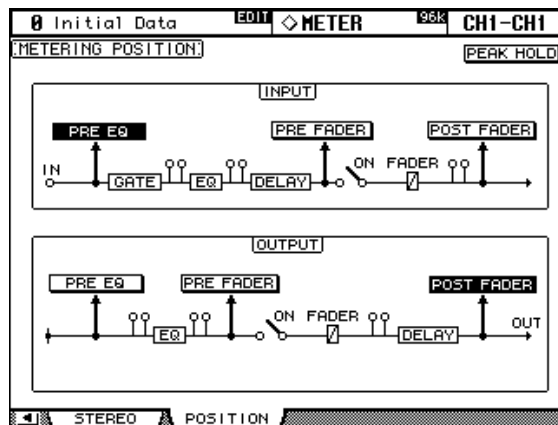 0 Initial Data EDIT ◇METER 96k CH1-CH1
METERING POSITION PEAK HOLD
INPUT
PRE EQ PRE FADER POST FADER
IN GATE EQ DELAY ON FADER
OUTPUT
PRE EQ PRE FADER POST FADER
EQ ON FADER DELAY OUT
STEREO POSITION